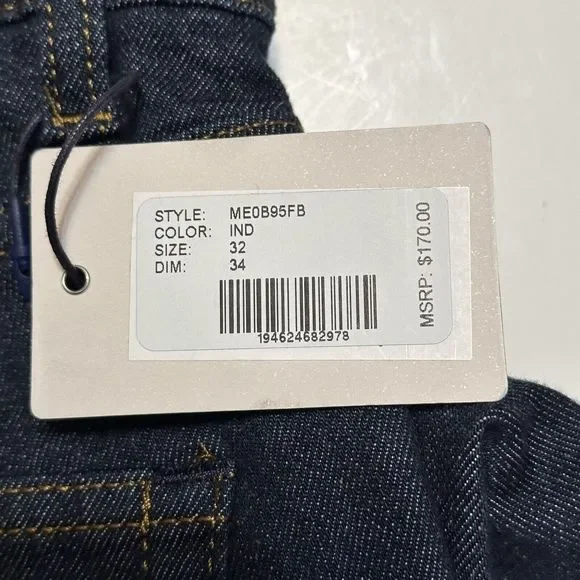 STYLE: ME0B95FB
COLOR: IND
SIZE: 32
DIM: 34
194624682978
MSRP: $170.00